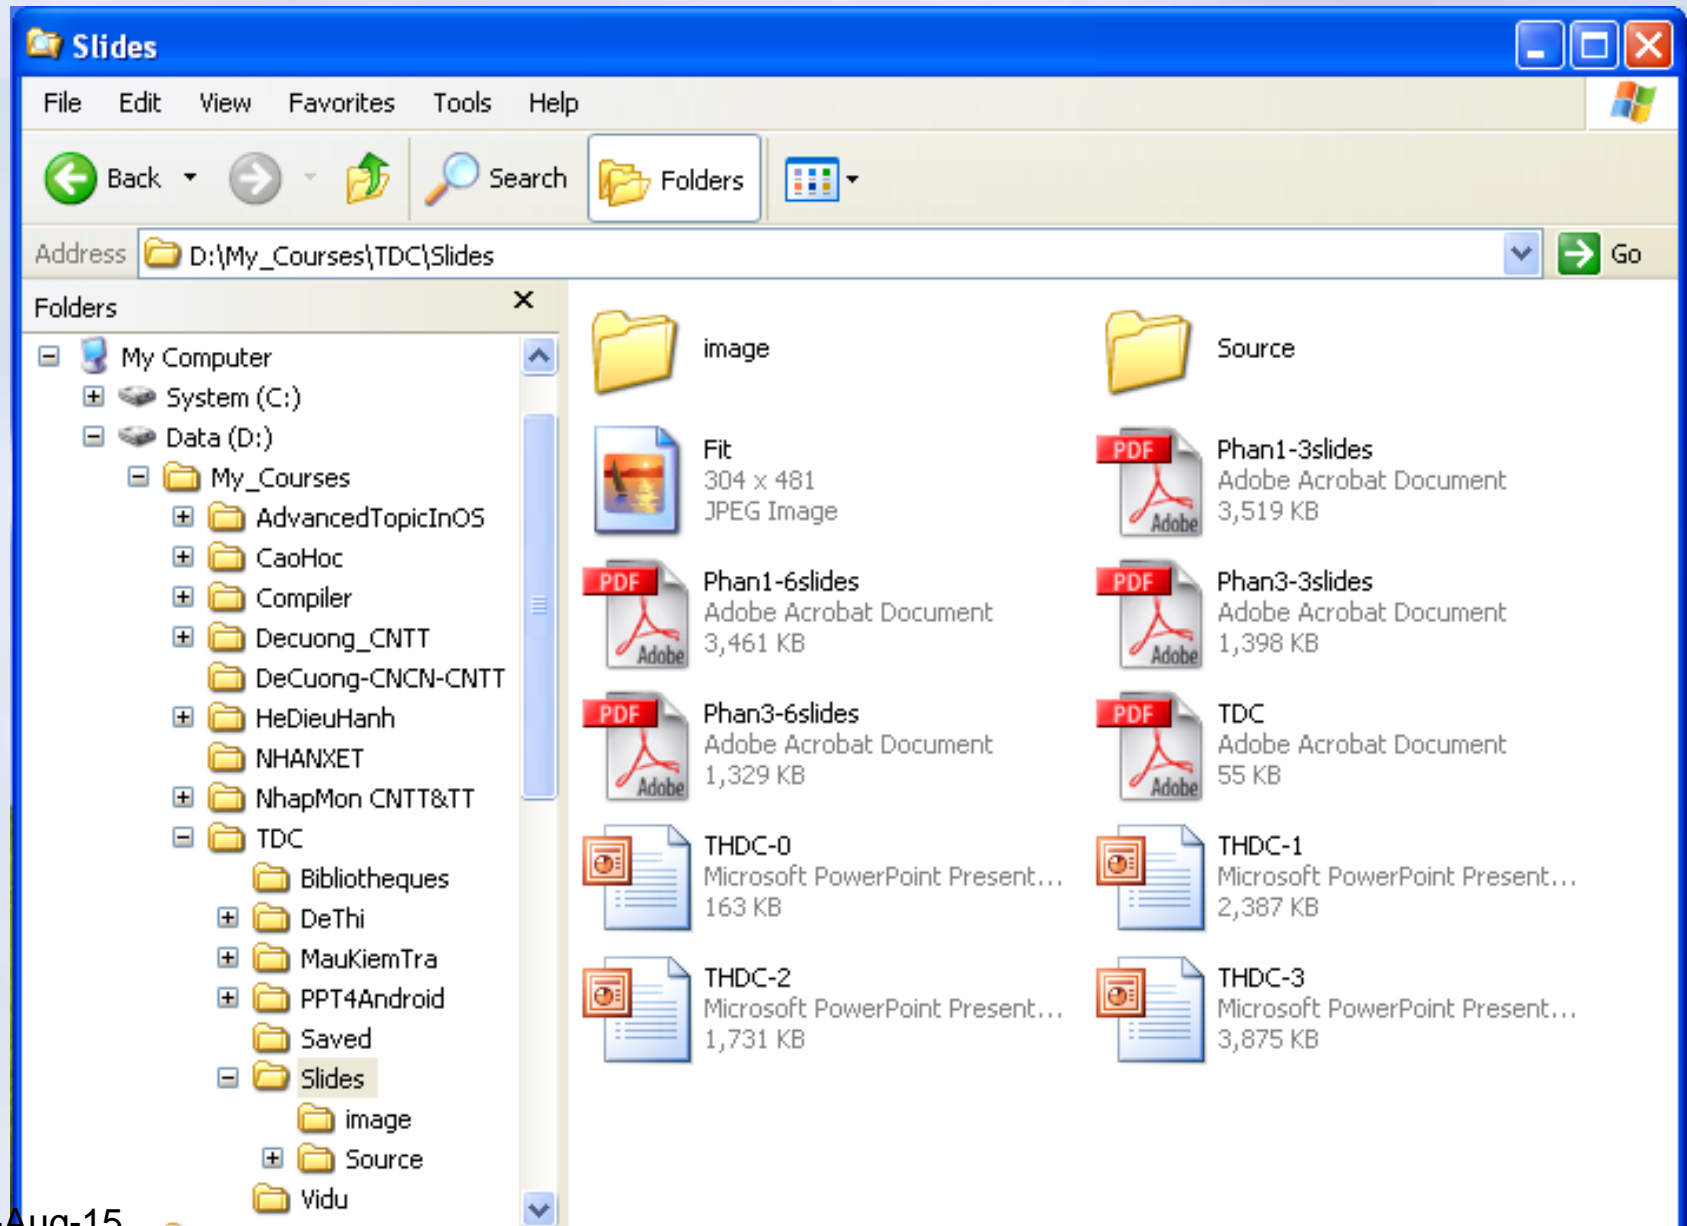 Slides
File Edit View Favorites Tools Help
Back Search Folders
Address D:\My_Courses\TDC\Slides Go
Folders
My Computer
System (C:)
Data (D:)
My_Courses
AdvancedTopicInOS
CaoHoc
Compiler
Decuong_CNTT
DeCuong-CNCN-CNTT
HeDieuHanh
NHANXET
NhapMon CNTT&TT
TDC
Bibliotheques
DeThi
MauKiemTra
PPT4Android
Saved
Slides
image
Source
Vidu
image
Source
Fit
304 x 481
JPEG Image
PDF
Adobe
Phan1-3slides
Adobe Acrobat Document
3,519 KB
PDF
Adobe
Phan1-6slides
Adobe Acrobat Document
3,461 KB
PDF
Adobe
Phan3-3slides
Adobe Acrobat Document
1,398 KB
PDF
Adobe
Phan3-6slides
Adobe Acrobat Document
1,329 KB
PDF
Adobe
TDC
Adobe Acrobat Document
55 KB
THDC-0
Microsoft PowerPoint Present...
163 KB
THDC-1
Microsoft PowerPoint Present...
2,387 KB
THDC-2
Microsoft PowerPoint Present...
1,731 KB
THDC-3
Microsoft PowerPoint Present...
3,875 KB
-Aug-15